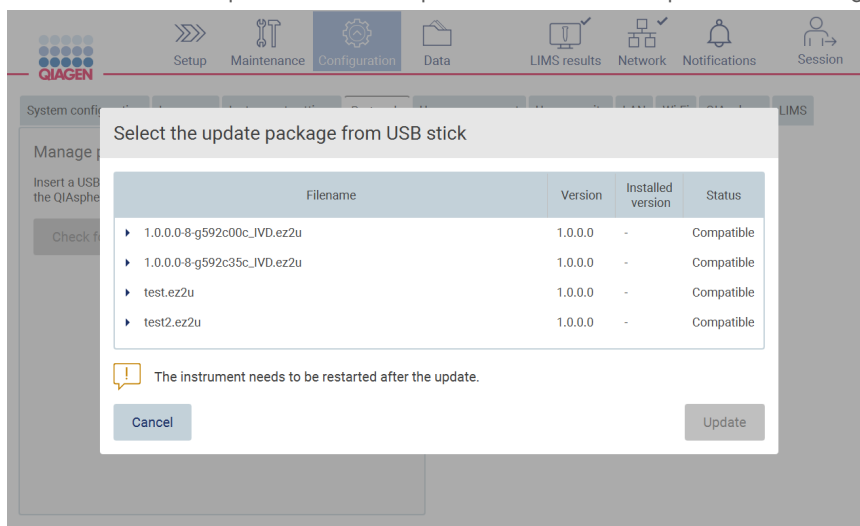 Setup Maintenance Configuration Data LIMS results Network Notifications Session
QIAGEN
System config LIMS
Select the update package from USB stick
Manage
Insert a USB
the QIAsphe
Check f
Filename Version Installed version Status
1.0.0.0-8-g592c00c_IVD.ez2u 1.0.0.0 - Compatible
1.0.0.0-8-g592c35c_IVD.ez2u 1.0.0.0 - Compatible
test.ez2u 1.0.0.0 - Compatible
test2.ez2u 1.0.0.0 - Compatible
! The instrument needs to be restarted after the update.
Cancel Update